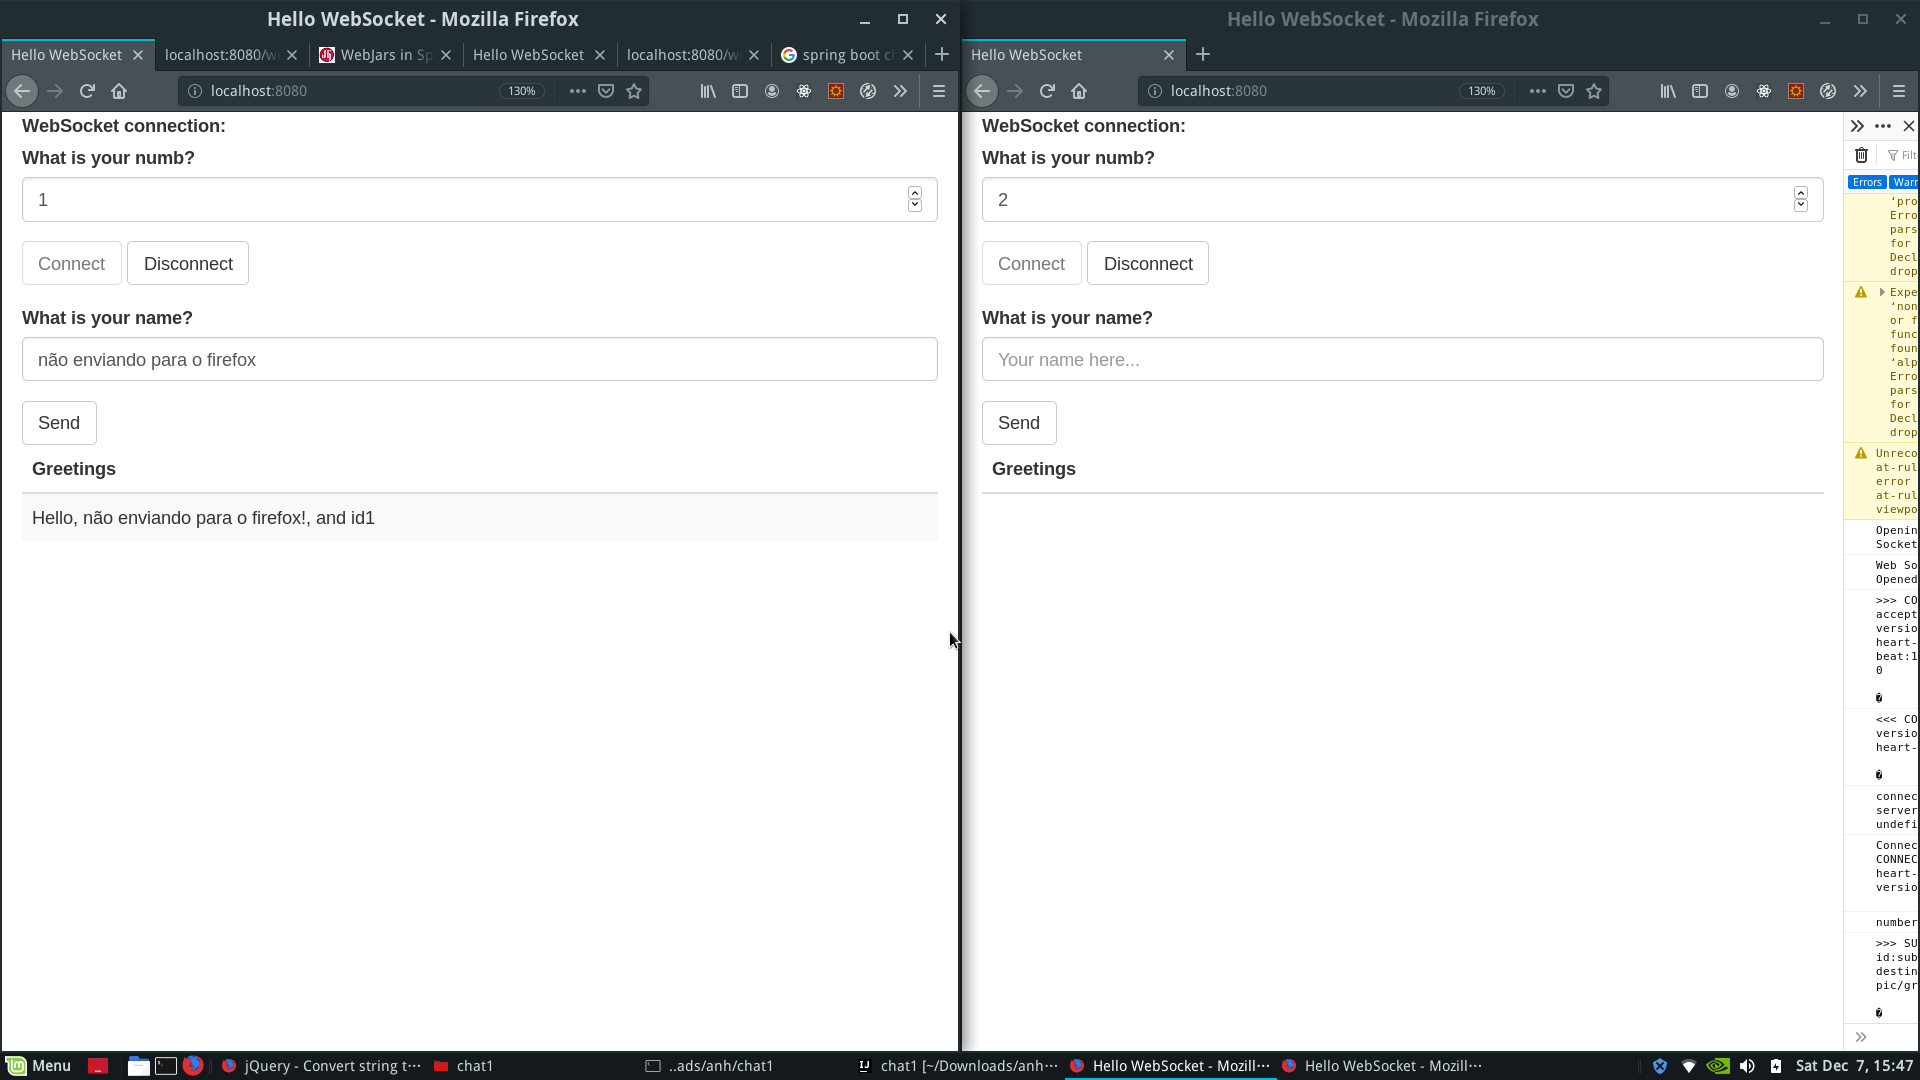 Hello WebSocket - Mozilla Firefox
Hello WebSocket
localhost:8080/w
WebJars in Sp
Hello WebSocket
localhost:8080/w
spring boot c
localhost:8080
130%
WebSocket connection:
What is your numb?
1
Connect
Disconnect
What is your name?
não enviando para o firefox
Send
Greetings
Hello, não enviando para o firefox!, and id1
Hello WebSocket - Mozilla Firefox
Hello WebSocket
localhost:8080
130%
WebSocket connection:
What is your numb?
2
Connect
Disconnect
What is your name?
Your name here...
Send
Greetings
Filt
Errors
Warr
‘pro
Erro
pars
for
Decl
drop
Expe
‘non
or f
func
foun
‘alp
Erro
pars
for
Decl
drop
Unreco
at-rul
error
at-rul
viewpo
Openin
Socket
Web So
Opened
>>> CO
accept
versio
heart-
beat:1
0
<<< CO
versio
heart-
connec
server
undefi
Connec
CONNEC
heart-
versio
number
>>> SU
id:sub
destin
pic/gr
Menu
jQuery - Convert string t···
chat1
..ads/anh/chat1
chat1 [~/Downloads/anh···
Hello WebSocket - Mozill···
Hello WebSocket - Mozill···
Sat Dec 7, 15:47